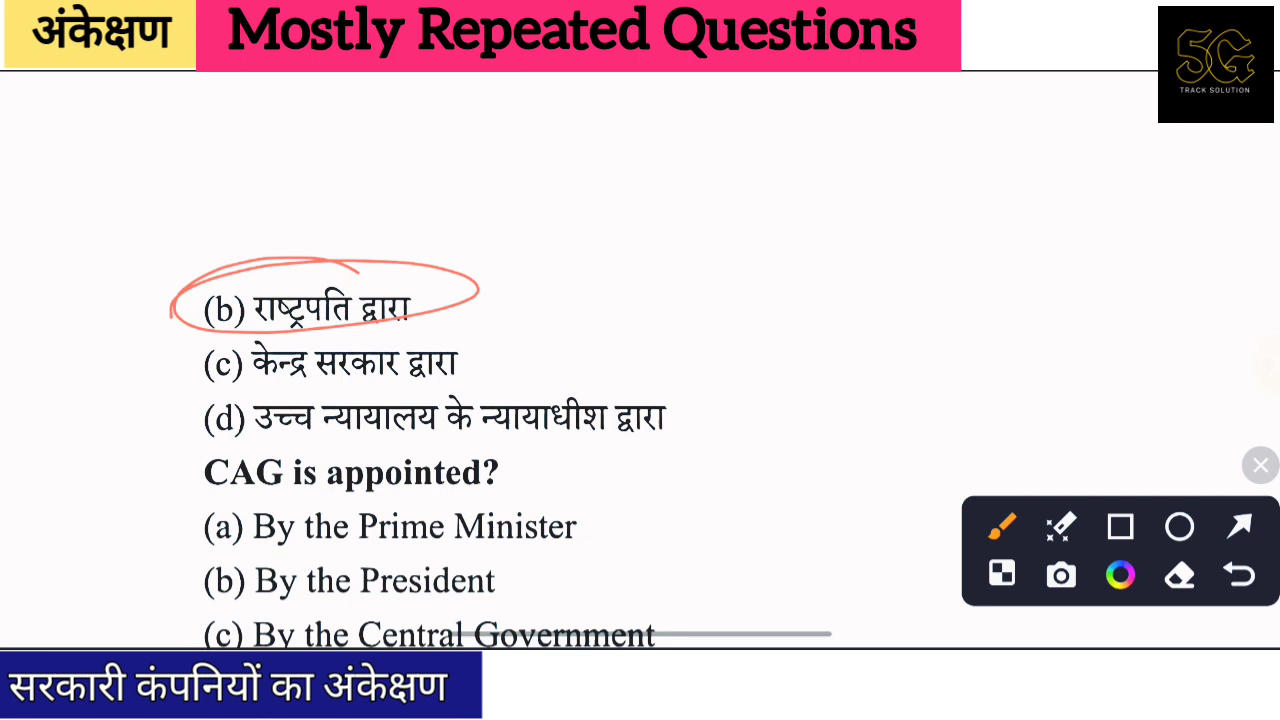 अंकेक्षण
Mostly Repeated Questions
5G
TRACK SOLUTION
(b) राष्ट्रपति द्वारा
(c) केन्द्र सरकार द्वारा
(d) उच्च न्यायालय के न्यायाधीश द्वारा
CAG is appointed?
(a) By the Prime Minister
(b) By the President
(c) By the Central Government
सरकारी कंपनियों का अंकेक्षण